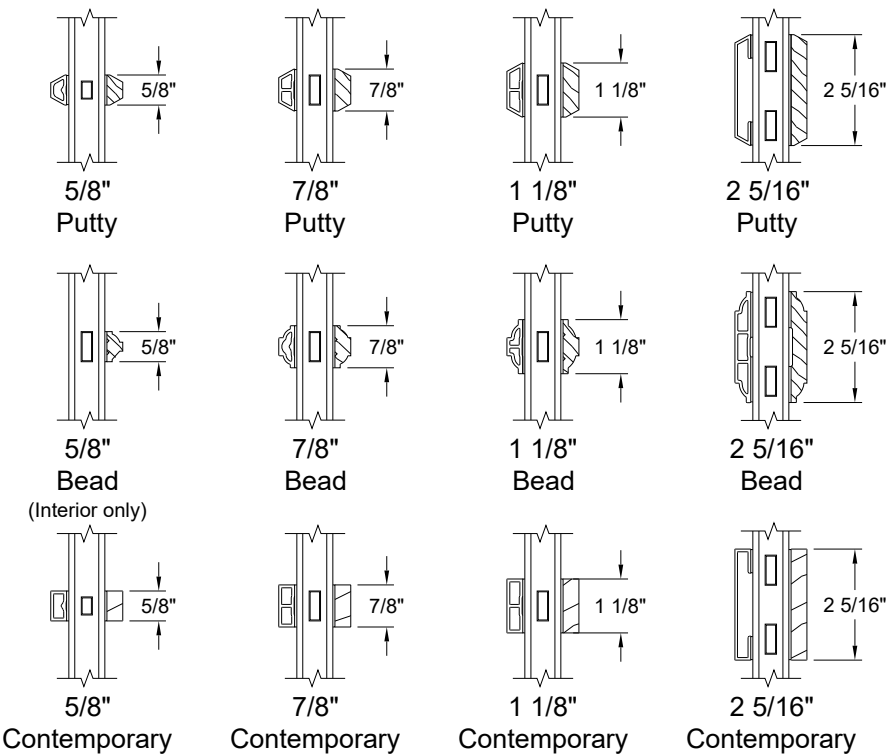 5/8"
7/8"
1 1/8"
2 5/16"
5/8"
Putty
7/8"
Putty
1 1/8"
Putty
2 5/16"
Putty
5/8"
7/8"
1 1/8"
2 5/16"
5/8"
Bead
(Interior only)
7/8"
Bead
1 1/8"
Bead
2 5/16"
Bead
5/8"
7/8"
1 1/8"
2 5/16"
5/8"
Contemporary
7/8"
Contemporary
1 1/8"
Contemporary
2 5/16"
Contemporary